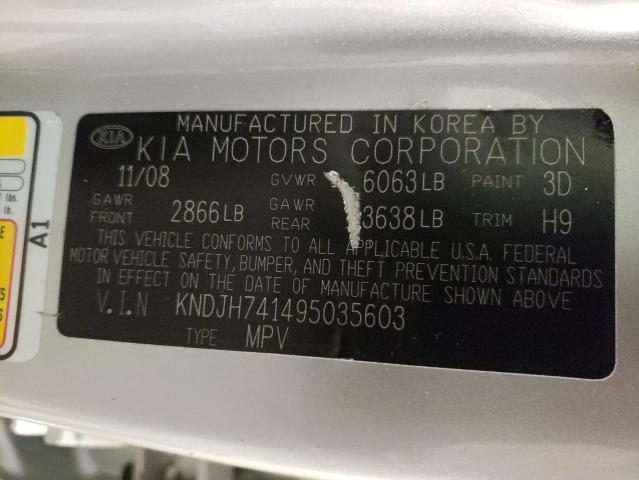 MANUFACTURED IN KOREA BY
KIA KIA MOTORS CORPORATION
11/08 GVWR 6063LB PAINT 3D
GAWR FRONT 2866LB GAWR REAR 3638LB TRIM H9
THIS VEHICLE CONFORMS TO ALL APPLICABLE U.S.A. FEDERAL
MOTOR VEHICLE SAFETY, BUMPER, AND THEFT PREVENTION STANDARDS
IN EFFECT ON THE DATE OF MANUFACTURE SHOWN ABOVE
V.I.N KNDJH741495035603
TYPE MPV
A1
lbs.
lb.